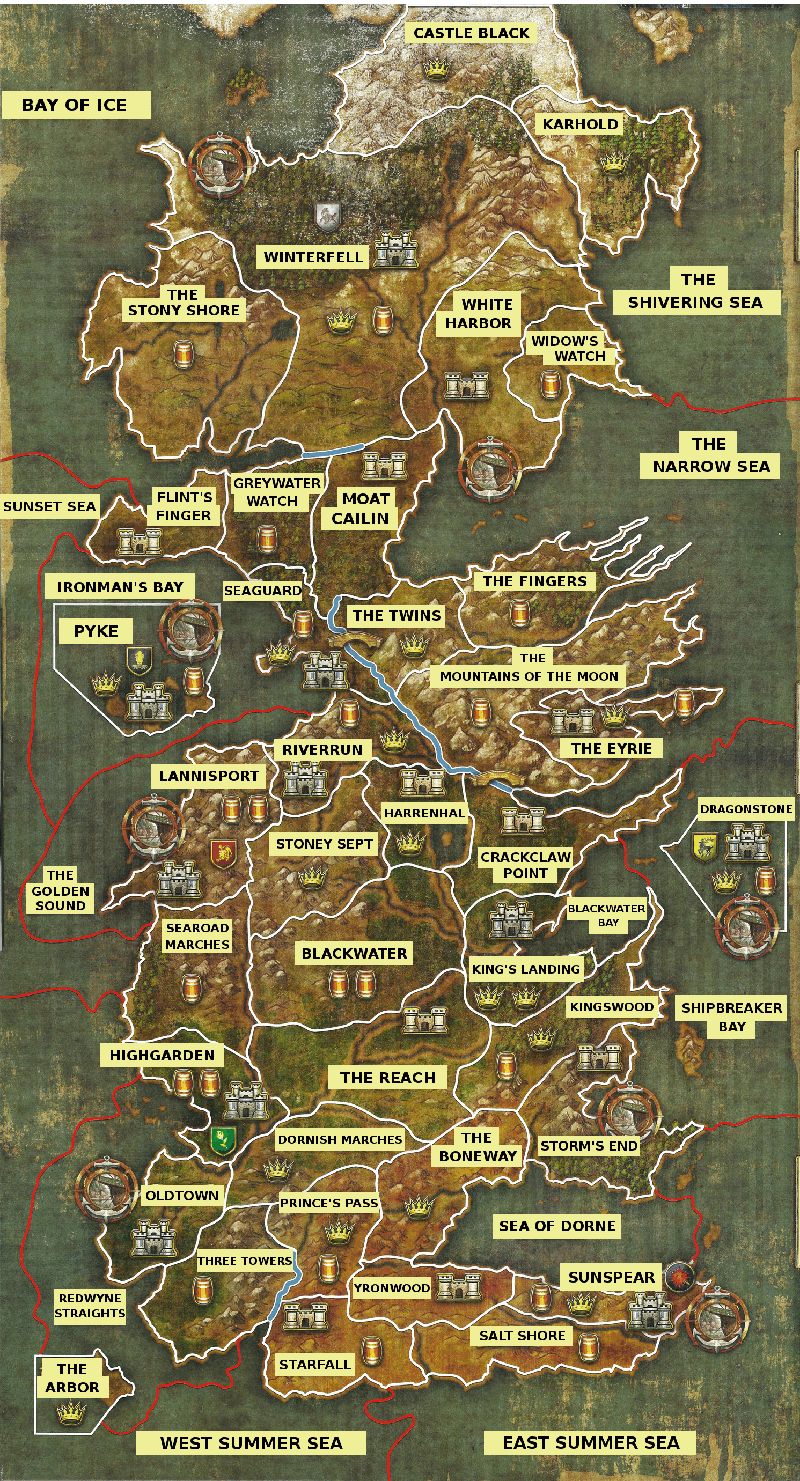 CASTLE BLACK
BAY OF ICE
KARHOLD
WINTERFELL
THE
STONY SHORE
THE
SHIVERING SEA
WHITE
HARBOR
WIDOW'S
WATCH
THE
NARROW SEA
SUNSET SEA
FLINT'S
FINGER
GREYWATER
WATCH
MOAT
CAILIN
IRONMAN'S BAY
SEAGUARD
THE FINGERS
PYKE
THE TWINS
THE
MOUNTAINS OF THE MOON
RIVERRUN
THE EYRIE
LANNISPORT
HARRENHAL
DRAGONSTONE
STONEY SEPT
CRACKCLAW
POINT
THE
GOLDEN
SOUND
SEAROAD
MARCHES
BLACKWATER
BAY
BLACKWATER
KING'S LANDING
KINGSWOOD
SHIPBREAKER
BAY
HIGHGARDEN
THE REACH
DORNISH MARCHES
THE
BONEWAY
STORM'S END
OLDTOWN
PRINCE'S PASS
SEA OF DORNE
THREE TOWERS
YRONWOOD
SUNSPEAR
REDWYNE
STRAIGHTS
SALT SHORE
STARFALL
THE
ARBOR
WEST SUMMER SEA
EAST SUMMER SEA